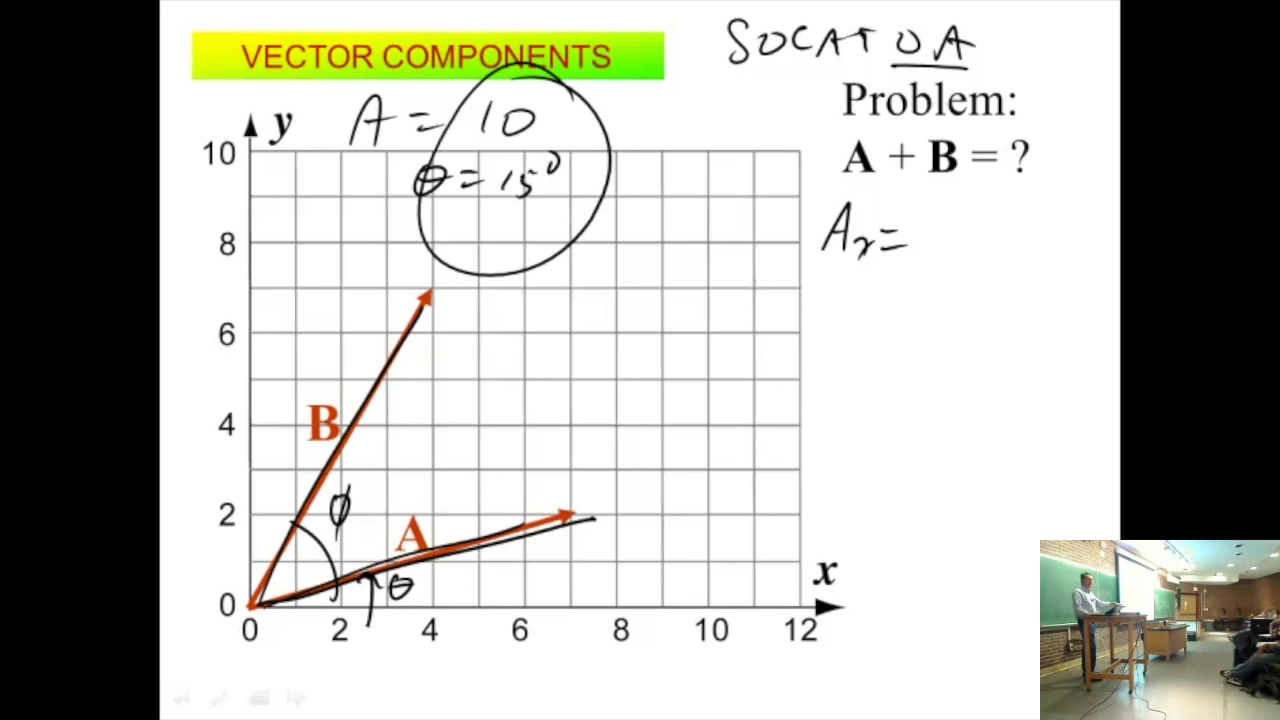 VECTOR COMPONENTS
SOCATOA
Problem:
A + B = ?
A = 10
θ = 15°
Aₓ =
y
10
8
6
4
2
0
B
A
ϕ
θ
x
0 2 4 6 8 10 12